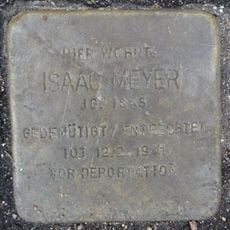 HIER WOHNTE
ISAAC MEYER
JG. 1865
GEDEMÜTIGT / ENTRECHTET
TOT 12.2.1941
VOR DEPORTATION